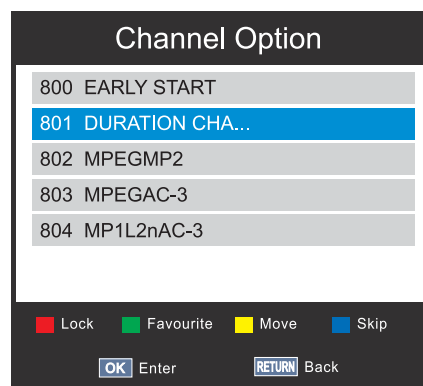 Channel Option
800 EARLY START
801 DURATION CHA...
802 MPEGMP2
803 MPEGAC-3
804 MP1L2nAC-3
Lock Favourite Move Skip
OK Enter RETURN Back